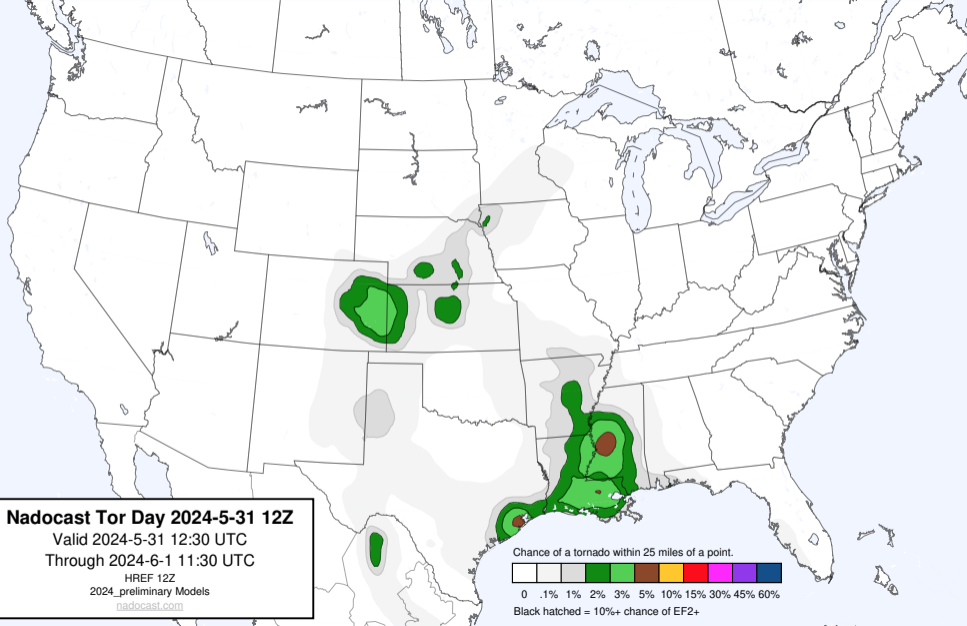 Nadocast Tor Day 2024-5-31 12Z
Valid 2024-5-31 12:30 UTC
Through 2024-6-1 11:30 UTC
HREF 12Z
2024_preliminary Models
nadocast.com
Chance of a tornado within 25 miles of a point.
0 .1% 1% 2% 3% 5% 10% 15% 30% 45% 60%
Black hatched = 10%+ chance of EF2+